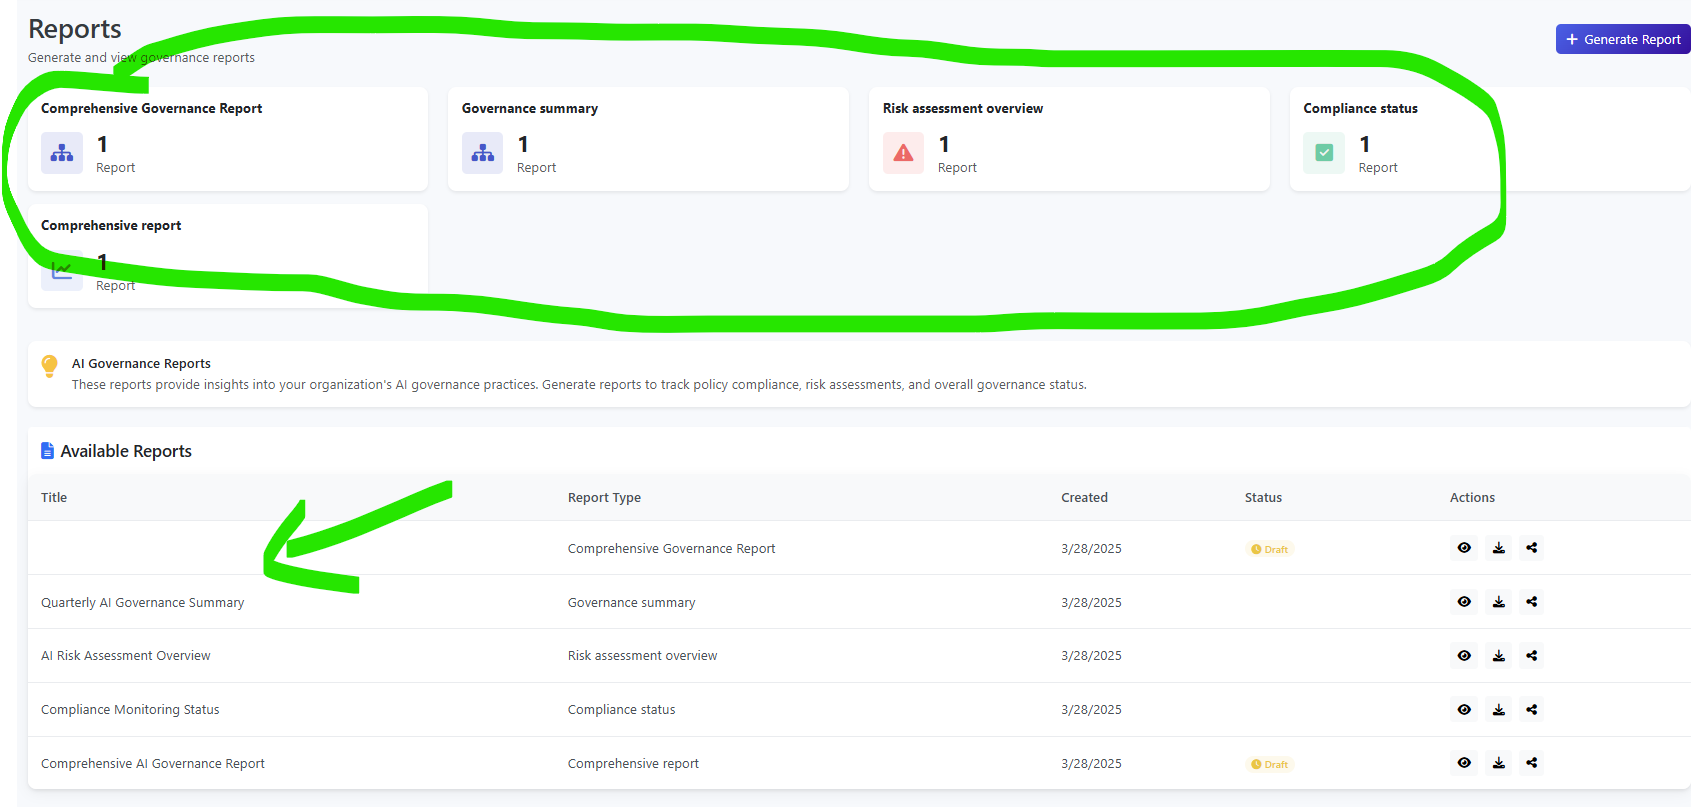 Reports
Generate and view governance reports
Generate Report
Comprehensive Governance Report
1
Report
Governance summary
1
Report
Risk assessment overview
1
Report
Compliance status
1
Report
Comprehensive report
1
Report
AI Governance Reports
These reports provide insights into your organization's AI governance practices. Generate reports to track policy compliance, risk assessments, and overall governance status.
Available Reports
Title Report Type Created Status Actions
Comprehensive Governance Report 3/28/2025 Draft
Quarterly AI Governance Summary Governance summary 3/28/2025
AI Risk Assessment Overview Risk assessment overview 3/28/2025
Compliance Monitoring Status Compliance status 3/28/2025
Comprehensive AI Governance Report Comprehensive report 3/28/2025 Draft